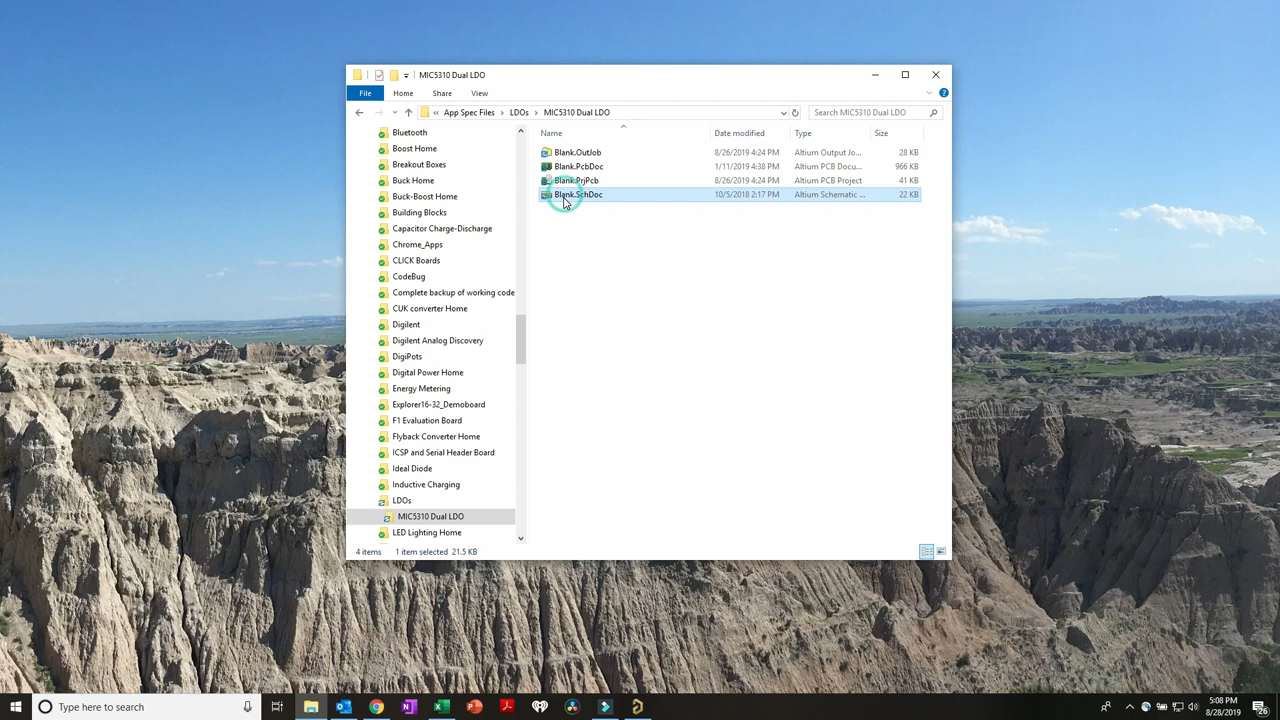 MIC5310 Dual LDO
File Home Share View
« App Spec Files > LDOs > MIC5310 Dual LDO Search MIC5310 Dual LDO
Name Date modified Type Size
Blank.OutJob 8/26/2019 4:24 PM Altium Output Jo... 28 KB
Blank.PcbDoc 1/11/2019 4:38 PM Altium PCB Docu... 966 KB
Blank.PrjPcb 8/26/2019 4:24 PM Altium PCB Project 41 KB
Blank.SchDoc 10/5/2018 2:17 PM Altium Schematic ... 22 KB
Bluetooth
Boost Home
Breakout Boxes
Buck Home
Buck-Boost Home
Building Blocks
Capacitor Charge-Discharge
Chrome_Apps
CLICK Boards
CodeBug
Complete backup of working code
CUK converter Home
Digilent
Digilent Analog Discovery
DigiPots
Digital Power Home
Energy Metering
Explorer16-32_Demoboard
F1 Evaluation Board
Flyback Converter Home
ICSP and Serial Header Board
Ideal Diode
Inductive Charging
LDOs
MIC5310 Dual LDO
LED Lighting Home
4 items 1 item selected 21.5 KB
Type here to search
5:08 PM
8/28/2019
26